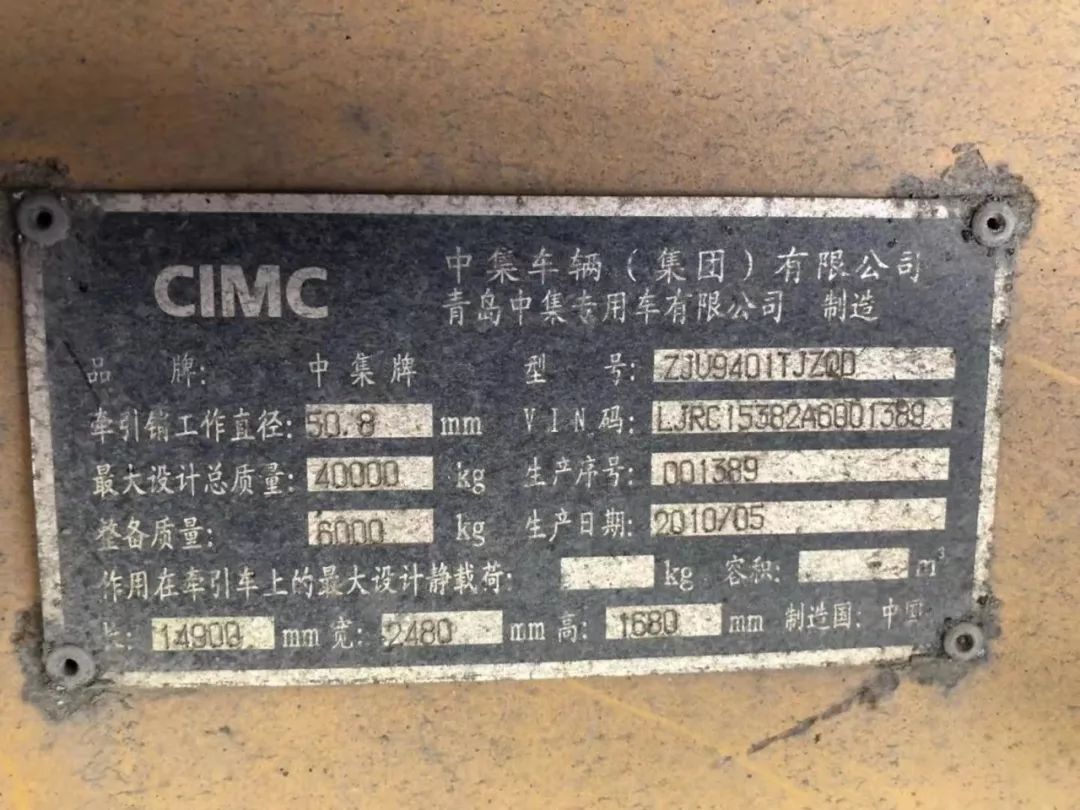 CIMC 中集车辆（集团）有限公司
青岛中集专用车有限公司 制造
品牌: 中集牌 型号: ZJV9401TJZQD
牵引销工作直径: 50.8 mm VIN码: LJRC15382A6001389
最大设计总质量: 40000 kg 生产序号: 001389
整备质量: 6000 kg 生产日期: 2010/05
作用在牵引车上的最大设计静载荷: kg 容积: m³
长: 14900 mm 宽: 2480 mm 高: 1680 mm 制造国: 中国